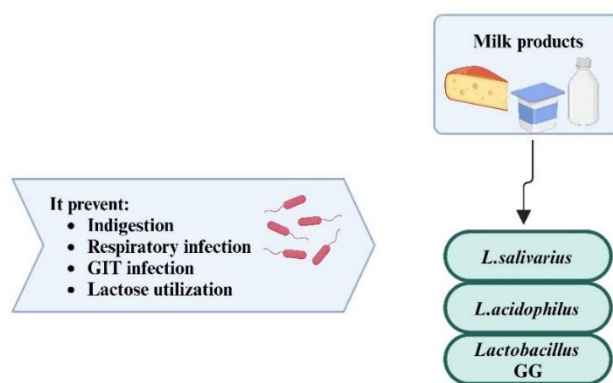 Milk products
It prevent:
• Indigestion
• Respiratory infection
• GIT infection
• Lactose utilization
L.salivarius
L.acidophilus
Lactobacillus
GG